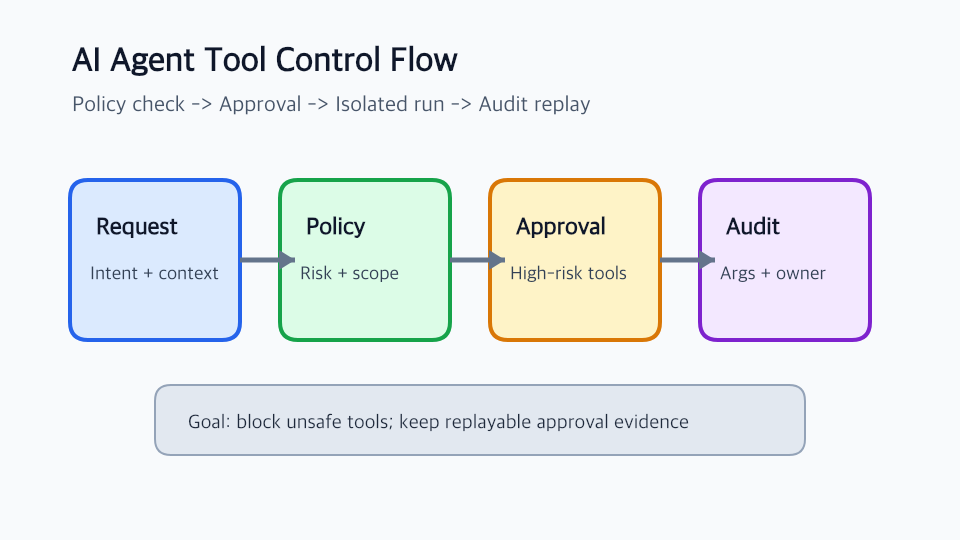 AI Agent Tool Control Flow
Policy check -> Approval -> Isolated run -> Audit replay
Request
Intent + context
Policy
Risk + scope
Approval
High-risk tools
Audit
Args + owner
Goal: block unsafe tools; keep replayable approval evidence